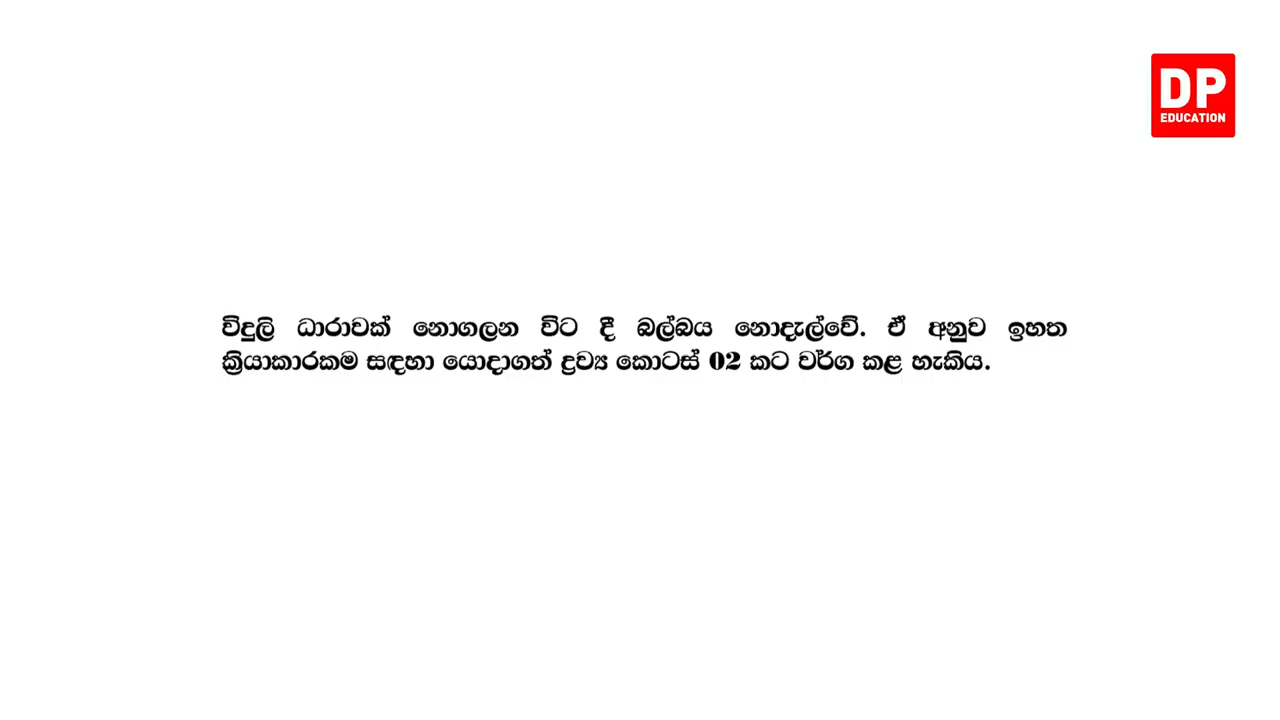 DP
EDUCATION
විදුලි ධාරාවක් නොගලන විට දී බල්බය නොදැල්වේ. ඒ අනුව ඉහත
ක්‍රියාකාරකම සඳහා යොදාගත් ද්‍රව්‍ය කොටස් 02 කට වර්ග කළ හැකිය.